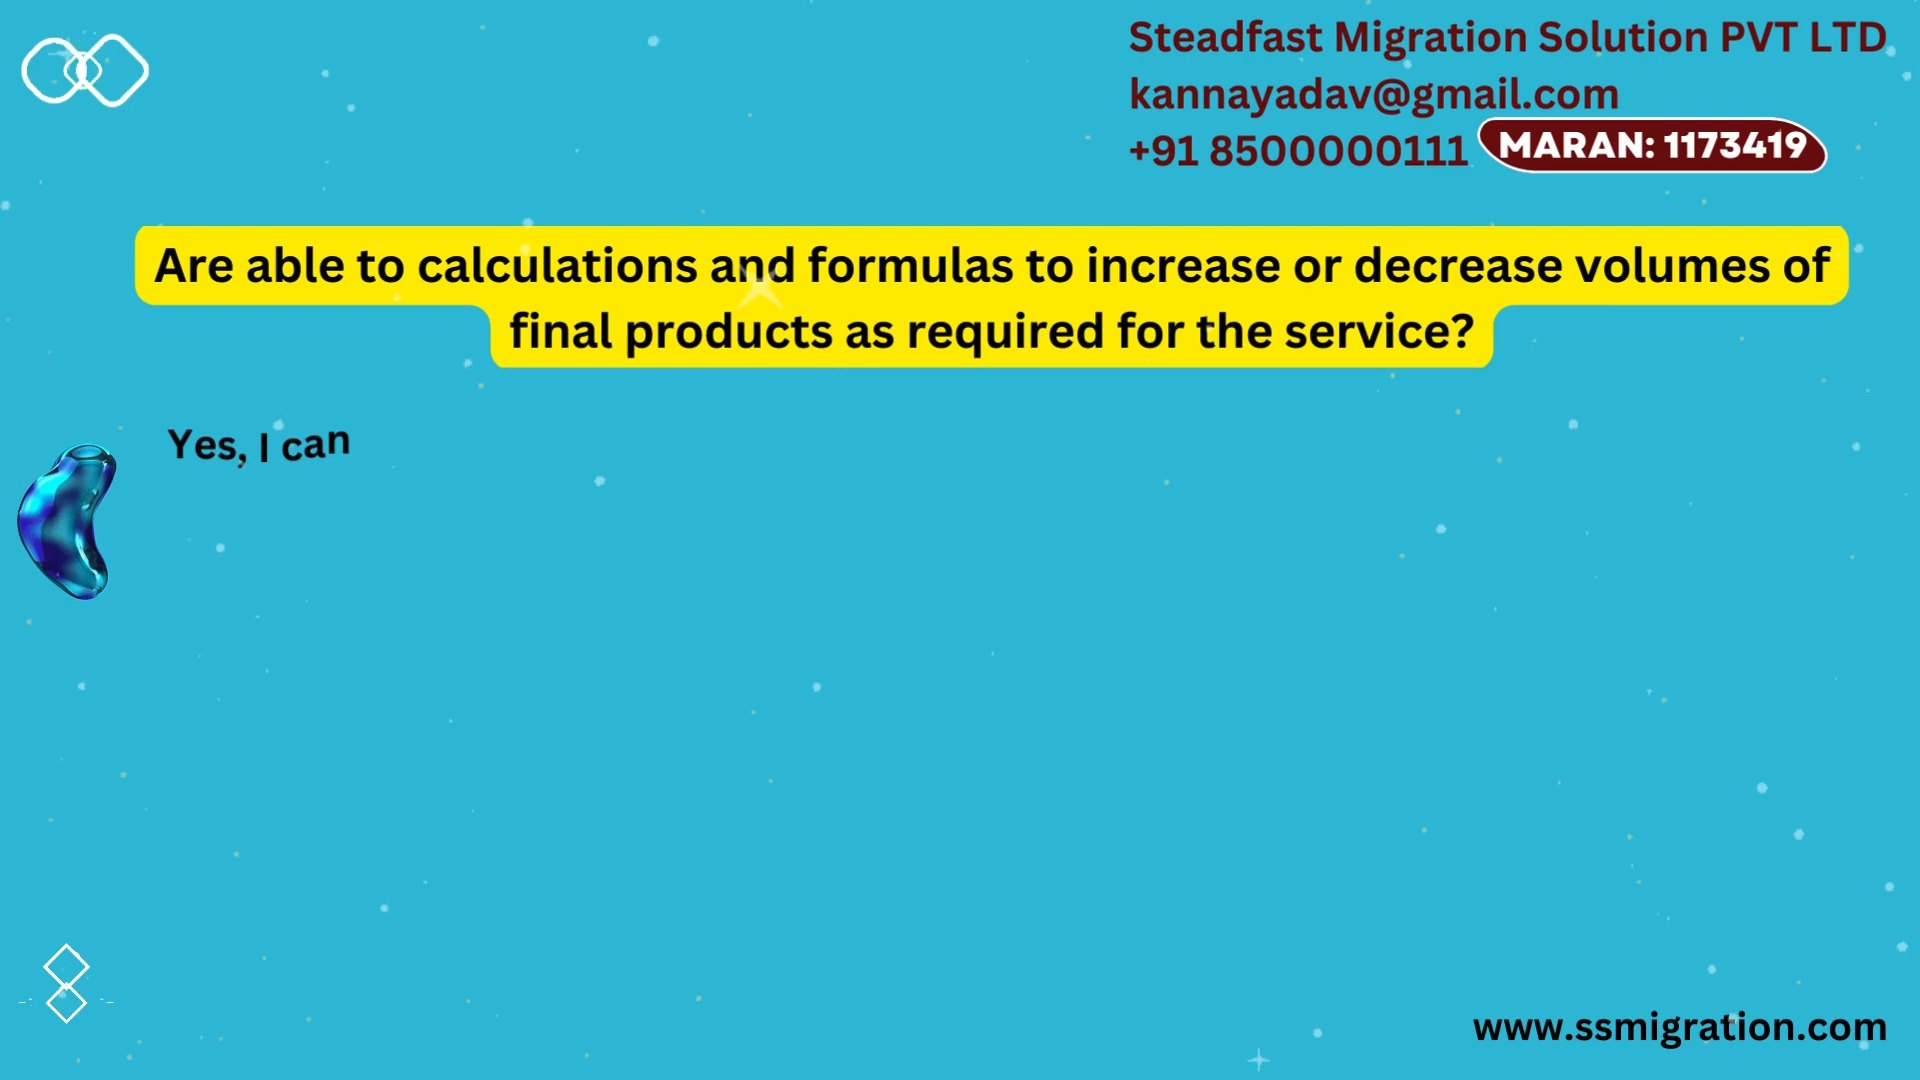 Steadfast Migration Solution PVT LTD
kannayadav@gmail.com
+91 8500000111 MARAN: 1173419
Are able to calculations and formulas to increase or decrease volumes of
final products as required for the service?
Yes, I can
www.ssmigration.com